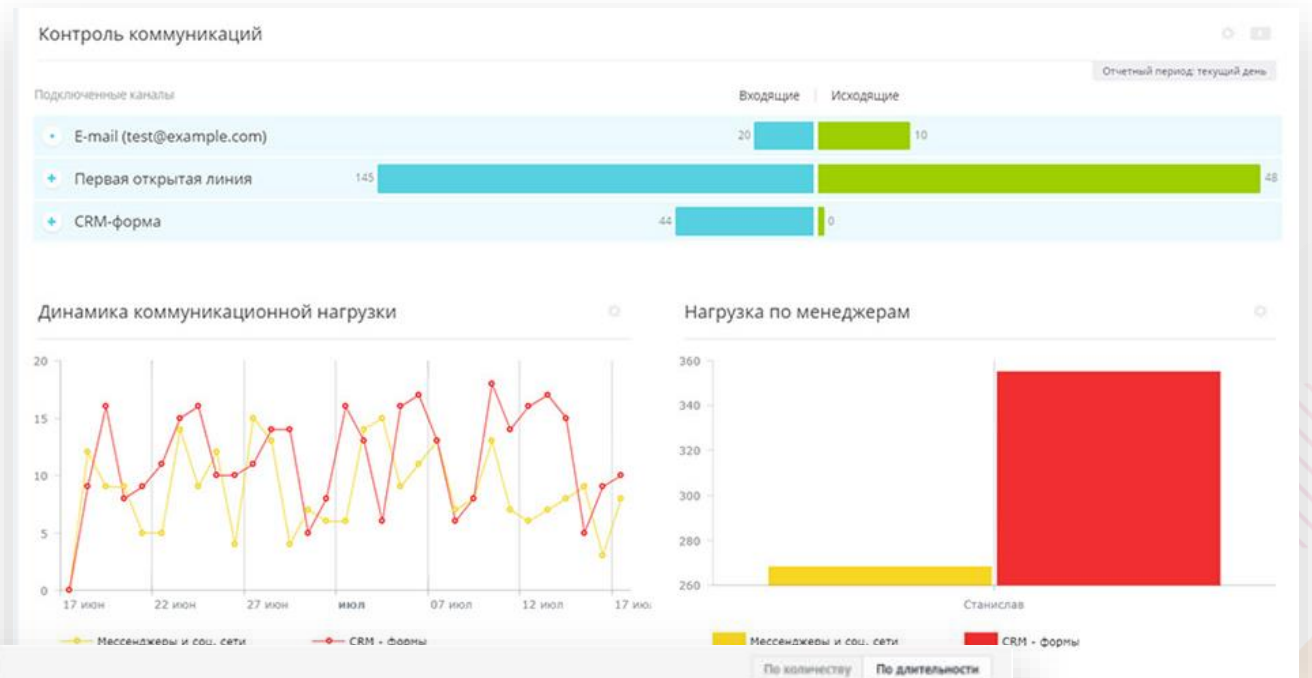 Контроль коммуникаций
Отчетный период: текущий день
Подключенные каналы
Входящие Исходящие
E-mail (test@example.com) 20 10
Первая открытая линия 145 48
CRM-форма 44 0
Динамика коммуникационной нагрузки
20
15
10
5
0
17 июн 22 июн 27 июн июл 07 июл 12 июл 17 июл
Мессенджеры и соц. сети CRM - формы
Нагрузка по менеджерам
360
340
320
300
280
260
Станислав
Мессенджеры и соц. сети CRM - формы
По количеству По длительности